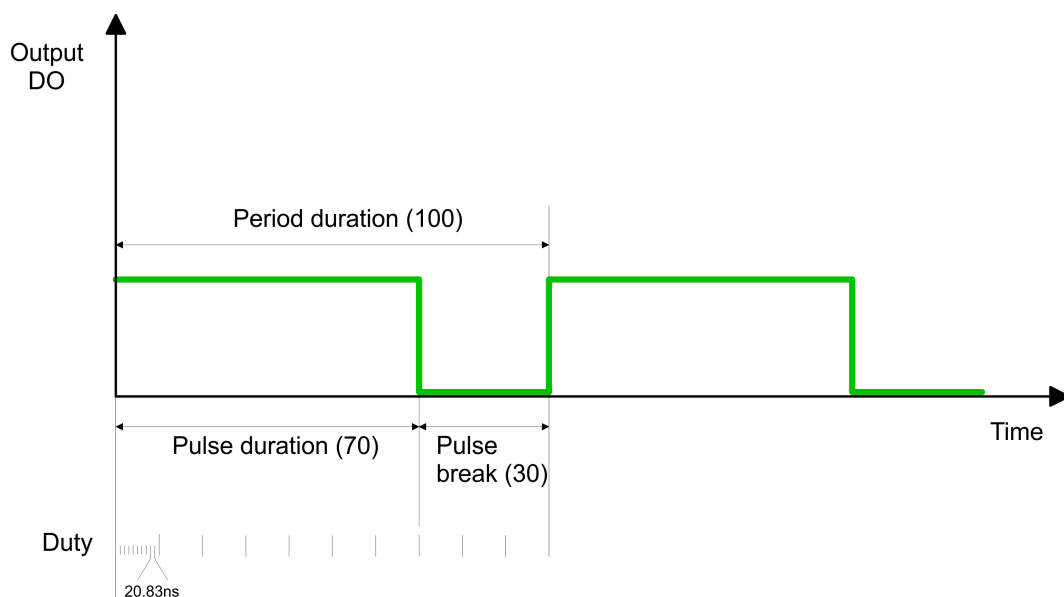 Output
DO
Period duration (100)
Pulse duration (70)
Pulse
break (30)
Time
Duty
20.83ns